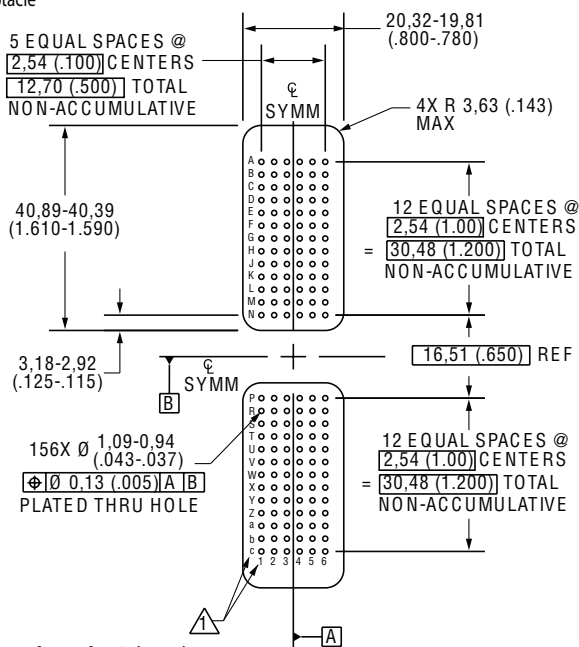 20,32-19,81
(.800-.780)
5 EQUAL SPACES @
2,54 (.100) CENTERS
12,70 (.500) TOTAL
NON-ACCUMULATIVE
℄
SYMM
4X R 3,63 (.143)
MAX
A
B
C
D
E
F
G
H
J
K
L
M
N
40,89-40,39
(1.610-1.590)
12 EQUAL SPACES @
2,54 (1.00) CENTERS
= 30,48 (1.200) TOTAL
NON-ACCUMULATIVE
3,18-2,92
(.125-.115)
℄
SYMM
B
16,51 (.650) REF
P
R
S
T
U
V
W
X
Y
Z
a
b
c
1 2 3 4 5 6
156X Ø 1,09-0,94
(.043-.037)
⌖ Ø 0,13 (.005) A B
PLATED THRU HOLE
12 EQUAL SPACES @
2,54 (1.00) CENTERS
= 30,48 (1.200) TOTAL
NON-ACCUMULATIVE
1
A